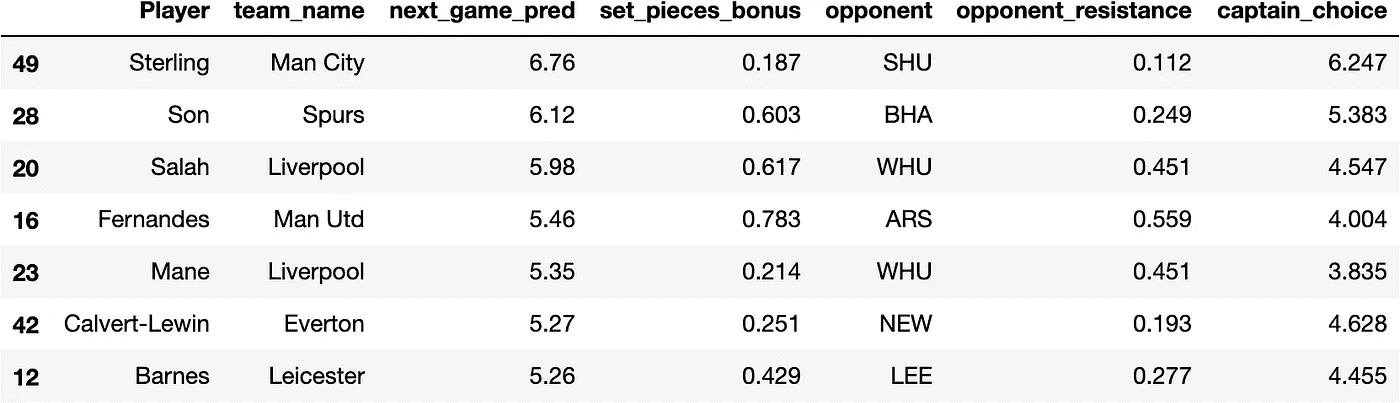 Player team_name next_game_pred set_pieces_bonus opponent opponent_resistance captain_choice
49 Sterling Man City 6.76 0.187 SHU 0.112 6.247
28 Son Spurs 6.12 0.603 BHA 0.249 5.383
20 Salah Liverpool 5.98 0.617 WHU 0.451 4.547
16 Fernandes Man Utd 5.46 0.783 ARS 0.559 4.004
23 Mane Liverpool 5.35 0.214 WHU 0.451 3.835
42 Calvert-Lewin Everton 5.27 0.251 NEW 0.193 4.628
12 Barnes Leicester 5.26 0.429 LEE 0.277 4.455